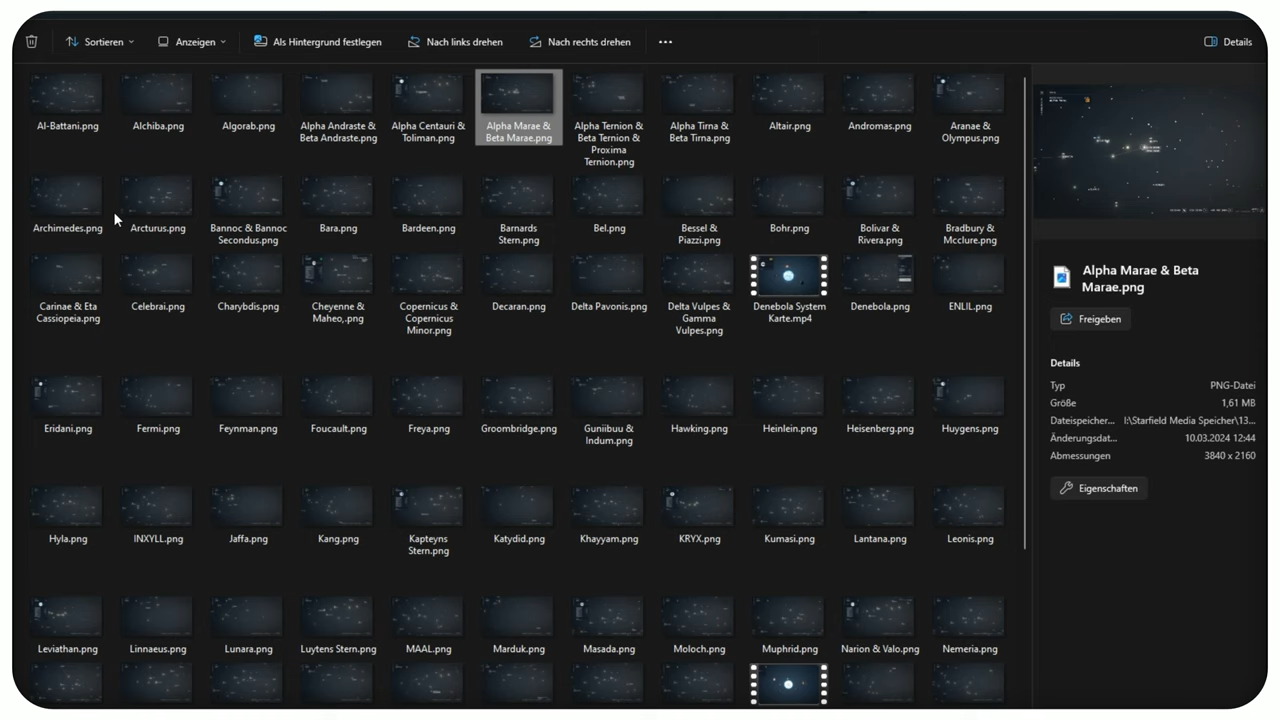 Sortieren
Anzeigen
Als Hintergrund festlegen
Nach links drehen
Nach rechts drehen
Details
Al-Battani.png
Alchiba.png
Algorab.png
Alpha Andraste &
Beta Andraste.png
Alpha Centauri &
Toliman.png
Alpha Marae &
Beta Marae.png
Alpha Ternion &
Beta Ternion &
Proxima
Ternion.png
Alpha Tirna &
Beta Tirna.png
Altair.png
Andromas.png
Aranae &
Olympus.png
Archimedes.png
Arcturus.png
Bannoc & Bannoc
Secondus.png
Bara.png
Bardeen.png
Barnards
Stern.png
Bel.png
Bessel &
Piazzi.png
Bohr.png
Bolivar &
Rivera.png
Bradbury &
Mcclure.png
Carinae & Eta
Cassiopeia.png
Celebrai.png
Charybdis.png
Cheyenne &
Maheo,.png
Copernicus &
Copernicus
Minor.png
Decaran.png
Delta Pavonis.png
Delta Vulpes &
Gamma
Vulpes.png
Denebola System
Karte.mp4
Denebola.png
ENLIL.png
Eridani.png
Fermi.png
Feynman.png
Foucault.png
Freya.png
Groombridge.png
Guniibuu &
Indum.png
Hawking.png
Heinlein.png
Heisenberg.png
Huygens.png
Hyla.png
INXYLL.png
Jaffa.png
Kang.png
Kapteyns
Stern.png
Katydid.png
Khayyam.png
KRYX.png
Kumasi.png
Lantana.png
Leonis.png
Leviathan.png
Linnaeus.png
Lunara.png
Luytens Stern.png
MAAL.png
Marduk.png
Masada.png
Moloch.png
Muphrid.png
Narion & Valo.png
Nemeria.png
Alpha Marae & Beta
Marae.png
Freigeben
Details
Typ PNG-Datei
Größe 1,61 MB
Dateispeicher... I:\Starfield Media Speicher\13...
Änderungsdat... 10.03.2024 12:44
Abmessungen 3840 x 2160
Eigenschaften